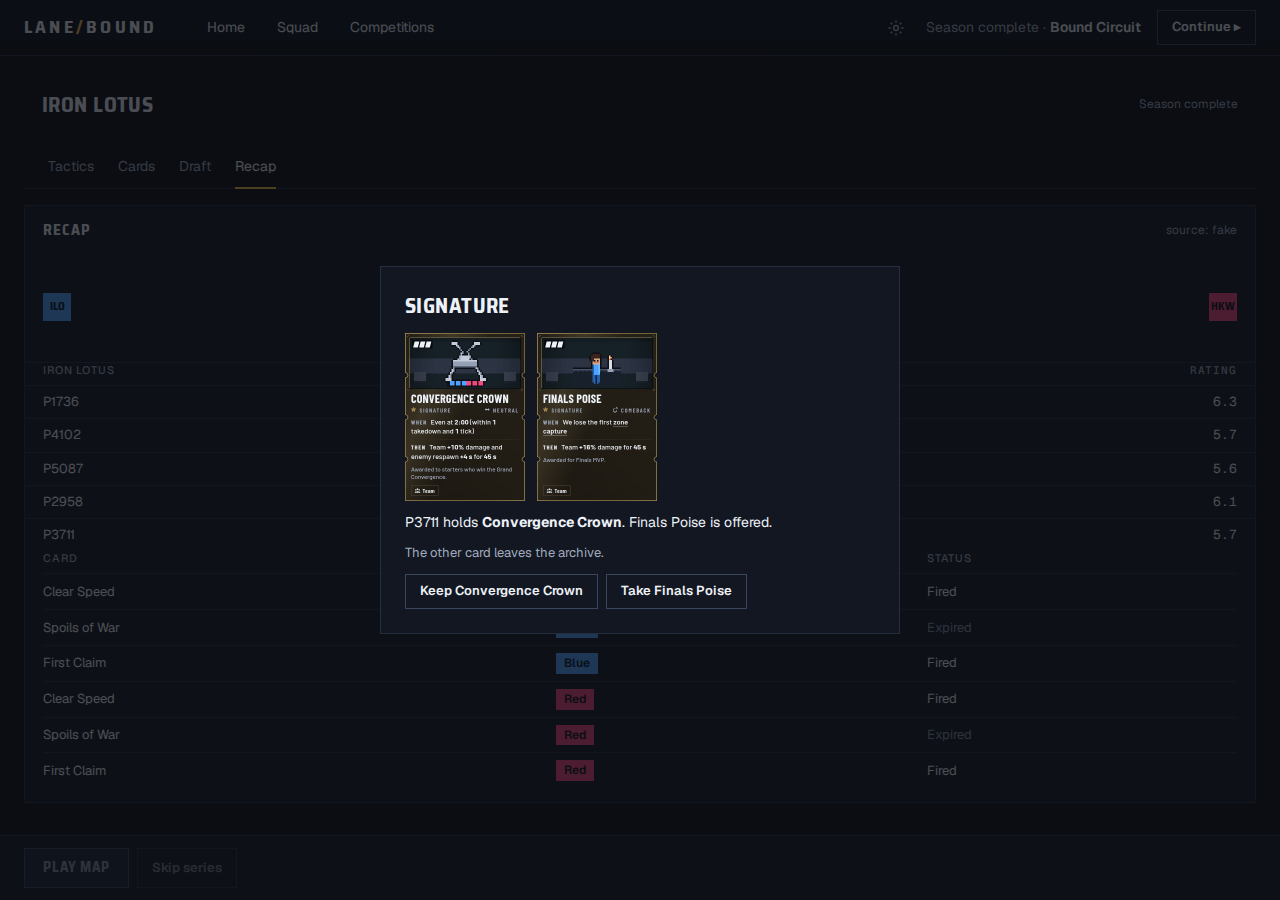 LANE/BOUND Home Squad Competitions Season complete · Bound Circuit Continue ▸
IRON LOTUS Season complete
Tactics Cards Draft Recap
RECAP source: fake
ILO HKW
SIGNATURE
CONVERGENCE CROWN
SIGNATURE NEUTRAL
WHEN Even at 2:00 (within 1
takedown and 1 tick)
THEN Team +10% damage and
enemy respawn +4 s for 45 s
Awarded to starters who win the Grand
Convergence.
Team
FINALS POISE
SIGNATURE COMEBACK
WHEN We lose the first zone
capture
THEN Team +16% damage for 45 s
Awarded for Finals MVP.
Team
P3711 holds Convergence Crown. Finals Poise is offered.
The other card leaves the archive.
Keep Convergence Crown Take Finals Poise
IRON LOTUS RATING
P1736 6.3
P4102 5.7
P5087 5.6
P2958 6.1
P3711 5.7
CARD STATUS
Clear Speed Fired
Spoils of War Expired
First Claim Blue Fired
Clear Speed Red Fired
Spoils of War Red Expired
First Claim Red Fired
PLAY MAP Skip series